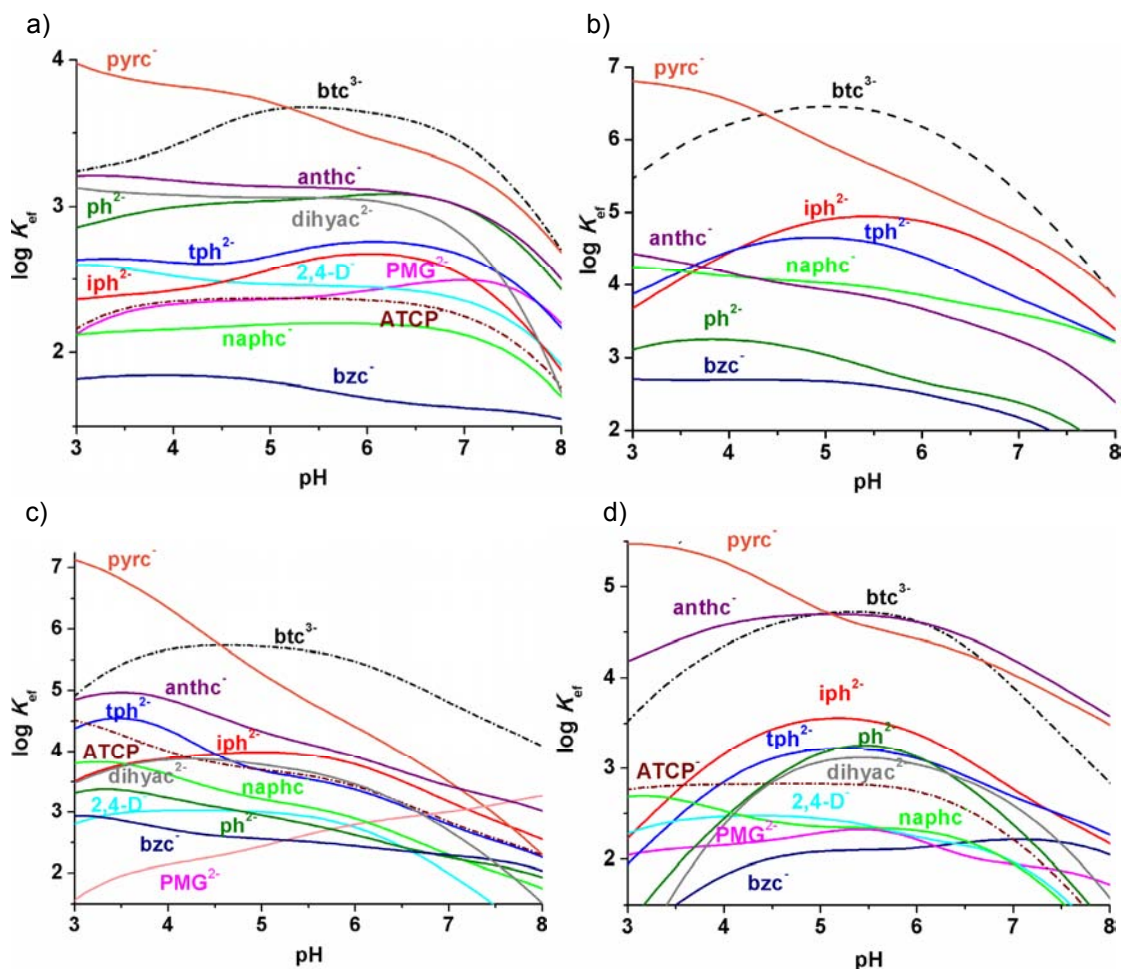 a)
4
3
2
log Kef
pyrc-
btc3-
anthc-
ph2-
dihyac2-
tph2-
2,4-D-
PMG2-
iph2-
ATCP
naphc-
bzc-
3 4 5 6 7 8
pH
b)
7
6
5
4
3
2
log Kef
pyrc-
btc3-
iph2-
tph2-
anthc-
naphc-
ph2-
bzc-
3 4 5 6 7 8
pH
c)
7
6
5
4
3
2
log Kef
pyrc-
btc3-
anthc-
tph2-
iph2-
ATCP
dihyac2-
naphc-
2,4-D-
ph2-
bzc-
PMG2-
3 4 5 6 7 8
pH
d)
5
4
3
2
log Kef
pyrc-
btc3-
anthc-
iph2-
ph2-
tph2-
ATCP-
dihyac2-
2,4-D-
naphc-
PMG2-
bzc-
3 4 5 6 7 8
pH